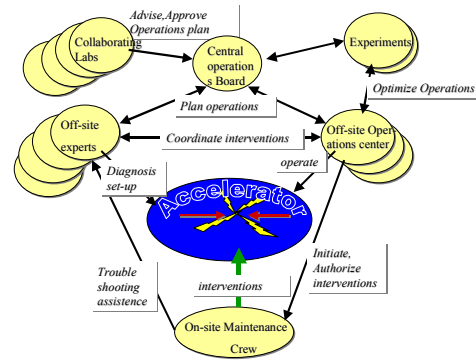 Advise,Approve
Operations plan
Collaborating
Labs
Central
operation
s Board
Experiments
Plan operations
Optimize Operations
Off-site
experts
Coordinate interventions
Off-site Oper
ations center
Diagnosis
set-up
operate
Accelerator
Trouble
shooting
assistence
interventions
Initiate,
Authorize
interventions
On-site Maintenance
Crew